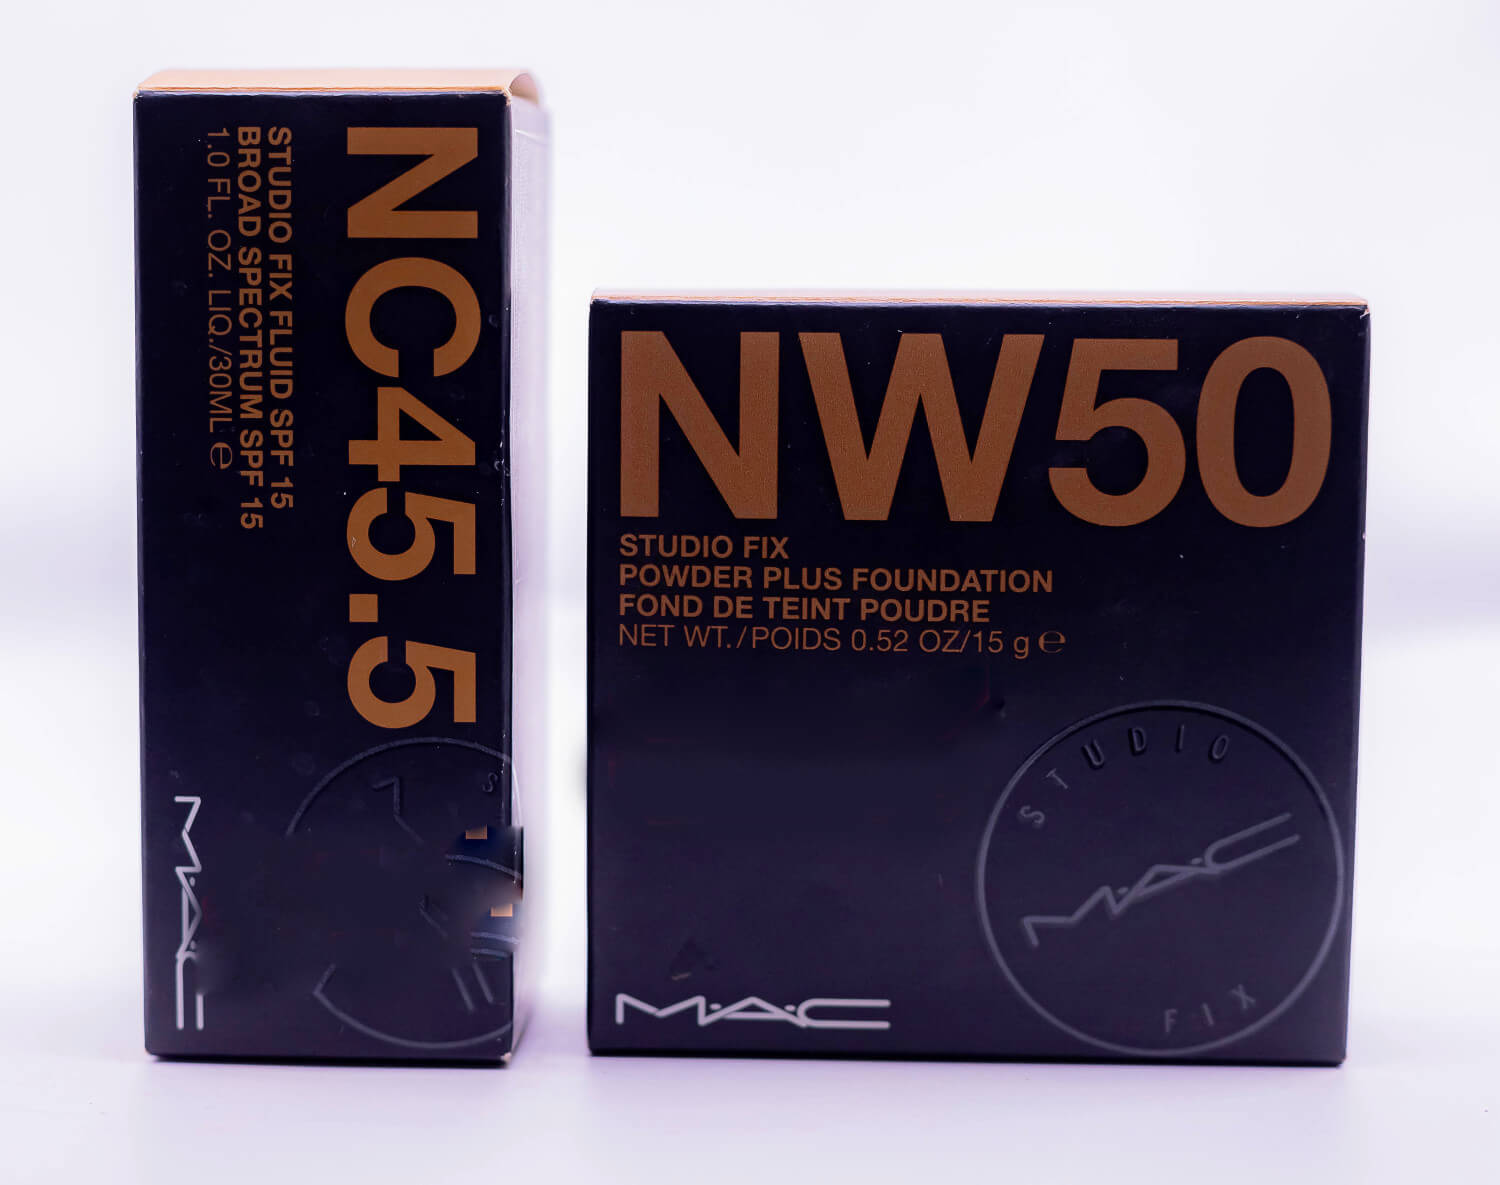 NC45.5
STUDIO FIX FLUID SPF 15
BROAD SPECTRUM SPF 15
1.0 FL. OZ. LIQ./30ML ℮
M·A·C
NW50
STUDIO FIX
POWDER PLUS FOUNDATION
FOND DE TEINT POUDRE
NET WT./POIDS 0.52 OZ/15 g ℮
STUDIO
M·A·C
FIX
M·A·C